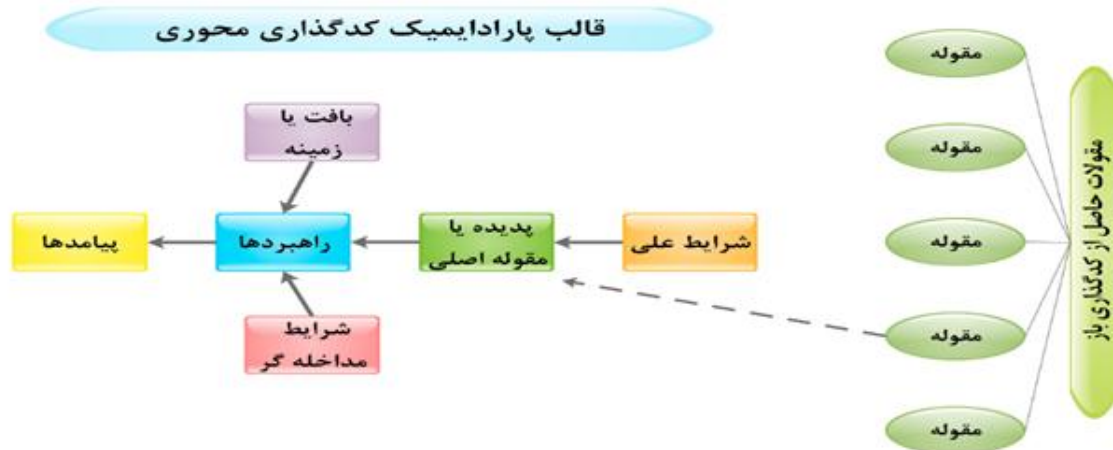 قالب پارادایمیک کدگذاری محوری
مقولات حاصل از کدگذاری باز
مقوله
مقوله
مقوله
مقوله
مقوله
بافت یا
زمینه
شرایط علی
پدیده یا
مقوله اصلی
راهبردها
پیامدها
شرایط
مداخله گر